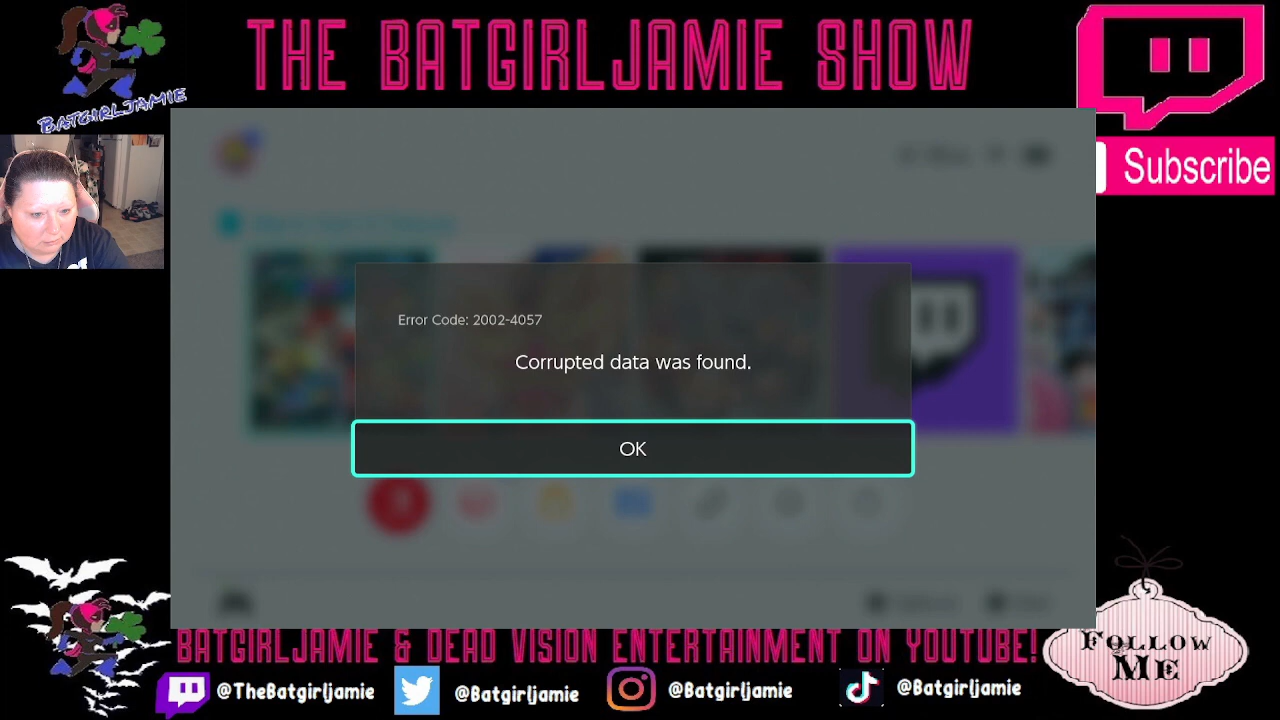 THE BATGIRLJAMIE SHOW
BATGIRLJAMIE
Subscribe
Error Code: 2002-4057
Corrupted data was found.
OK
BATGIRLJAMIE & DEAD VISION ENTERTAINMENT ON YOUTUBE!
FOLLOW
ME
@TheBatgirljamie
@Batgirljamie
@Batgirljamie
@Batgirljamie